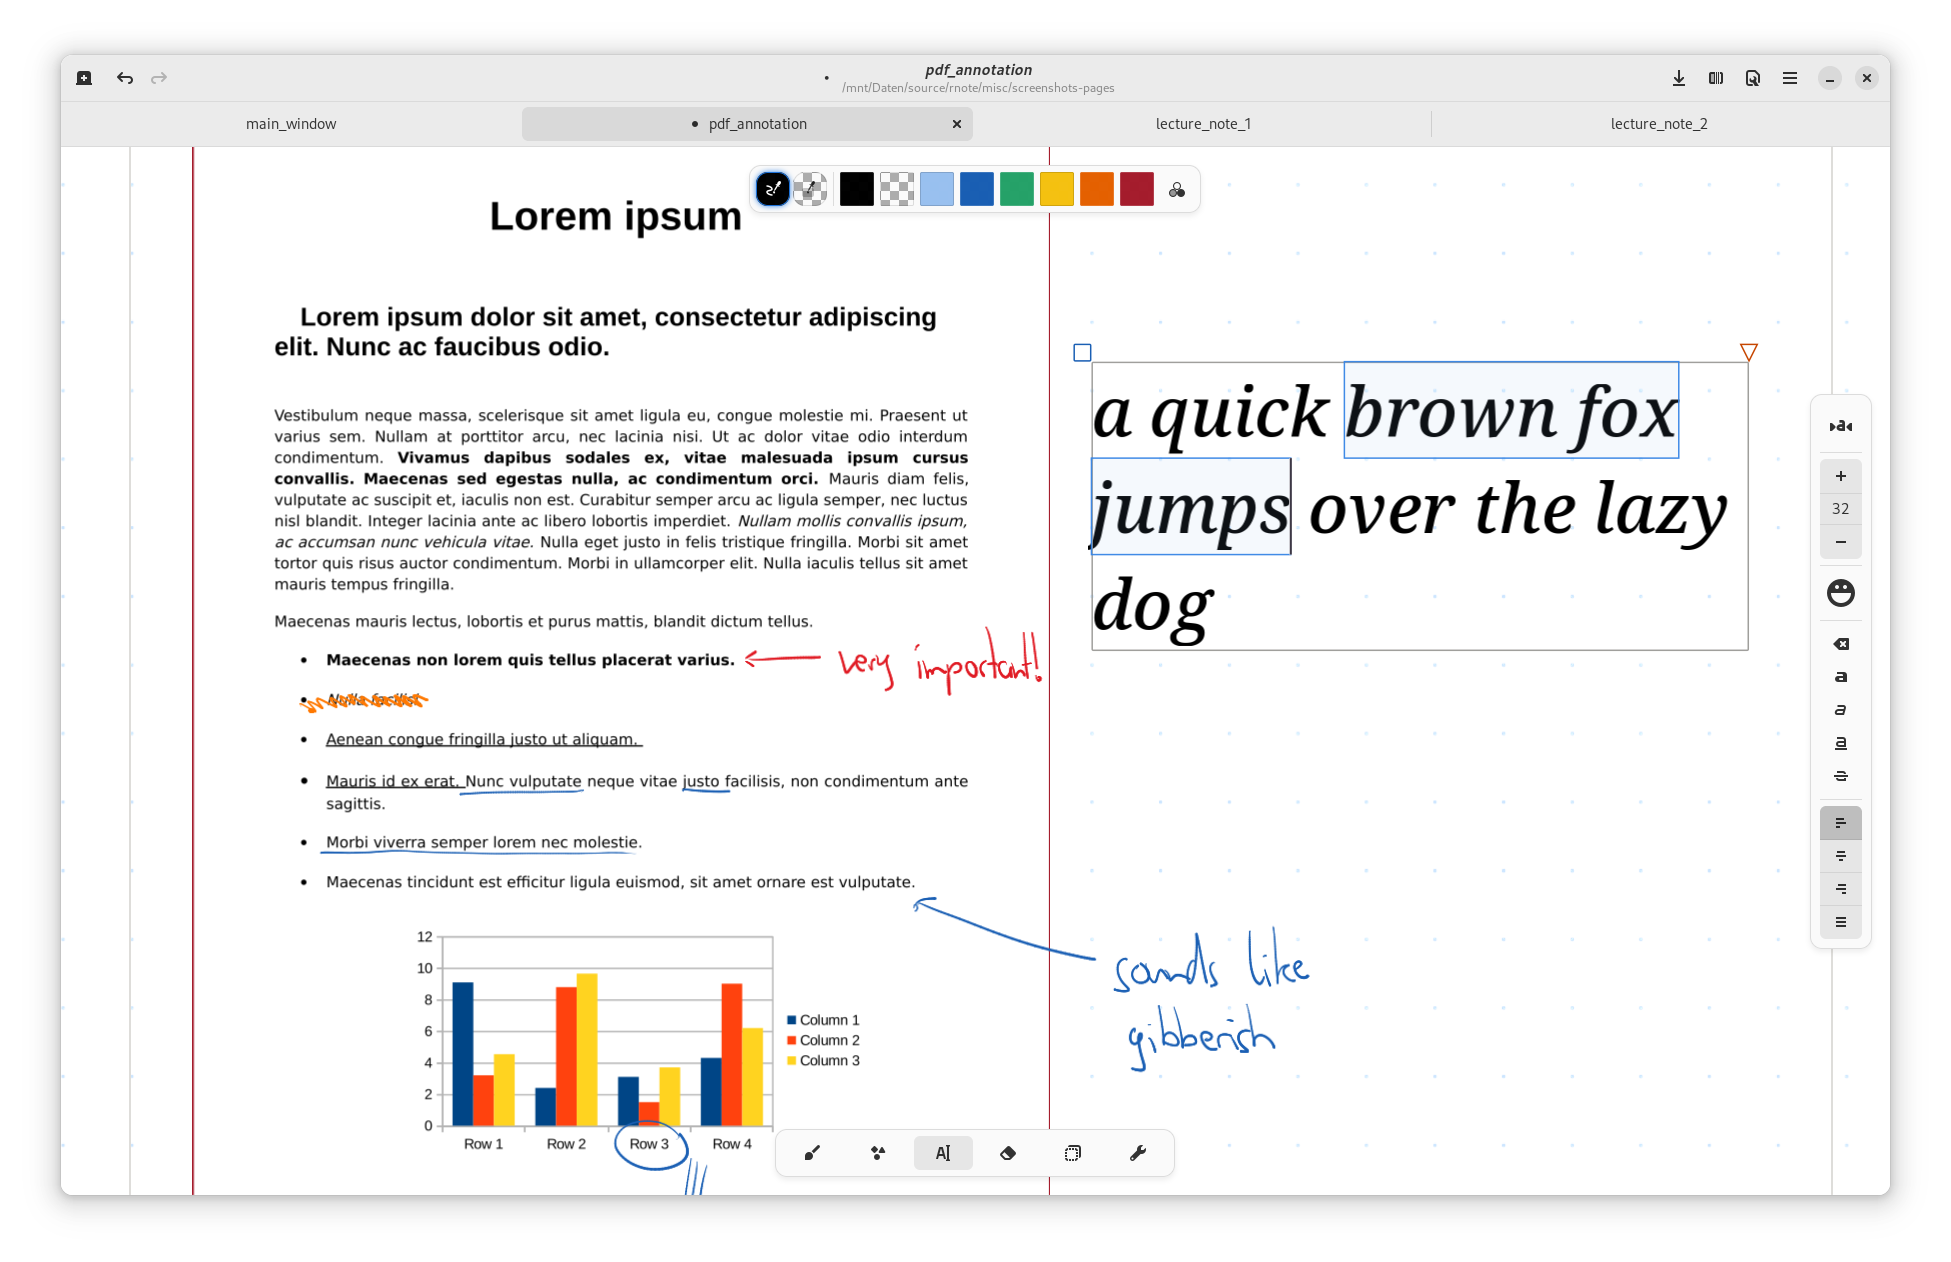 pdf_annotation
/mnt/Daten/source/rnote/misc/screenshots-pages
main_window
pdf_annotation
lecture_note_1
lecture_note_2
Lorem ipsum
Lorem ipsum dolor sit amet, consectetur adipiscing
elit. Nunc ac faucibus odio.
Vestibulum neque massa, scelerisque sit amet ligula eu, congue molestie mi. Praesent ut
varius sem. Nullam at porttitor arcu, nec lacinia nisi. Ut ac dolor vitae odio interdum
condimentum. Vivamus dapibus sodales ex, vitae malesuada ipsum cursus
convallis. Maecenas sed egestas nulla, ac condimentum orci. Mauris diam felis,
vulputate ac suscipit et, iaculis non est. Curabitur semper arcu ac ligula semper, nec luctus
nisl blandit. Integer lacinia ante ac libero lobortis imperdiet. Nullam mollis convallis ipsum,
ac accumsan nunc vehicula vitae. Nulla eget justo in felis tristique fringilla. Morbi sit amet
tortor quis risus auctor condimentum. Morbi in ullamcorper elit. Nulla iaculis tellus sit amet
mauris tempus fringilla.
Maecenas mauris lectus, lobortis et purus mattis, blandit dictum tellus.
• Maecenas non lorem quis tellus placerat varius.
very important!
• Nulla facilisi.
• Aenean congue fringilla justo ut aliquam.
• Mauris id ex erat. Nunc vulputate neque vitae justo facilisis, non condimentum ante
sagittis.
• Morbi viverra semper lorem nec molestie.
• Maecenas tincidunt est efficitur ligula euismod, sit amet ornare est vulputate.
12
10
8
6
4
2
0
Row 1
Row 2
Row 3
Row 4
Column 1
Column 2
Column 3
a quick brown fox
jumps over the lazy
dog
sounds like
gibberish
32